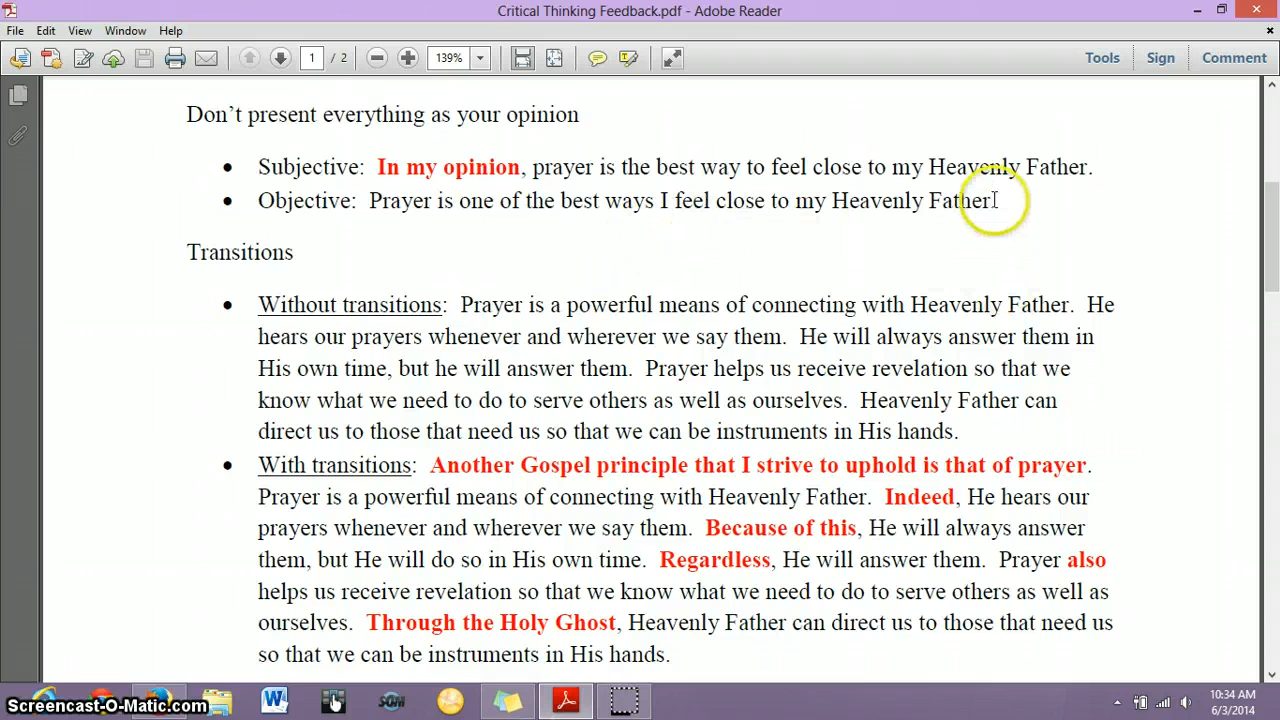 Critical Thinking Feedback.pdf - Adobe Reader
File Edit View Window Help
1 / 2 139% Tools Sign Comment
Don’t present everything as your opinion
• Subjective: In my opinion, prayer is the best way to feel close to my Heavenly Father.
• Objective: Prayer is one of the best ways I feel close to my Heavenly Father.
Transitions
• Without transitions: Prayer is a powerful means of connecting with Heavenly Father. He
hears our prayers whenever and wherever we say them. He will always answer them in
His own time, but he will answer them. Prayer helps us receive revelation so that we
know what we need to do to serve others as well as ourselves. Heavenly Father can
direct us to those that need us so that we can be instruments in His hands.
• With transitions: Another Gospel principle that I strive to uphold is that of prayer.
Prayer is a powerful means of connecting with Heavenly Father. Indeed, He hears our
prayers whenever and wherever we say them. Because of this, He will always answer
them, but He will do so in His own time. Regardless, He will answer them. Prayer also
helps us receive revelation so that we know what we need to do to serve others as well as
ourselves. Through the Holy Ghost, Heavenly Father can direct us to those that need us
so that we can be instruments in His hands.
Screencast-O-Matic.com
SOM
10:34 AM
6/3/2014